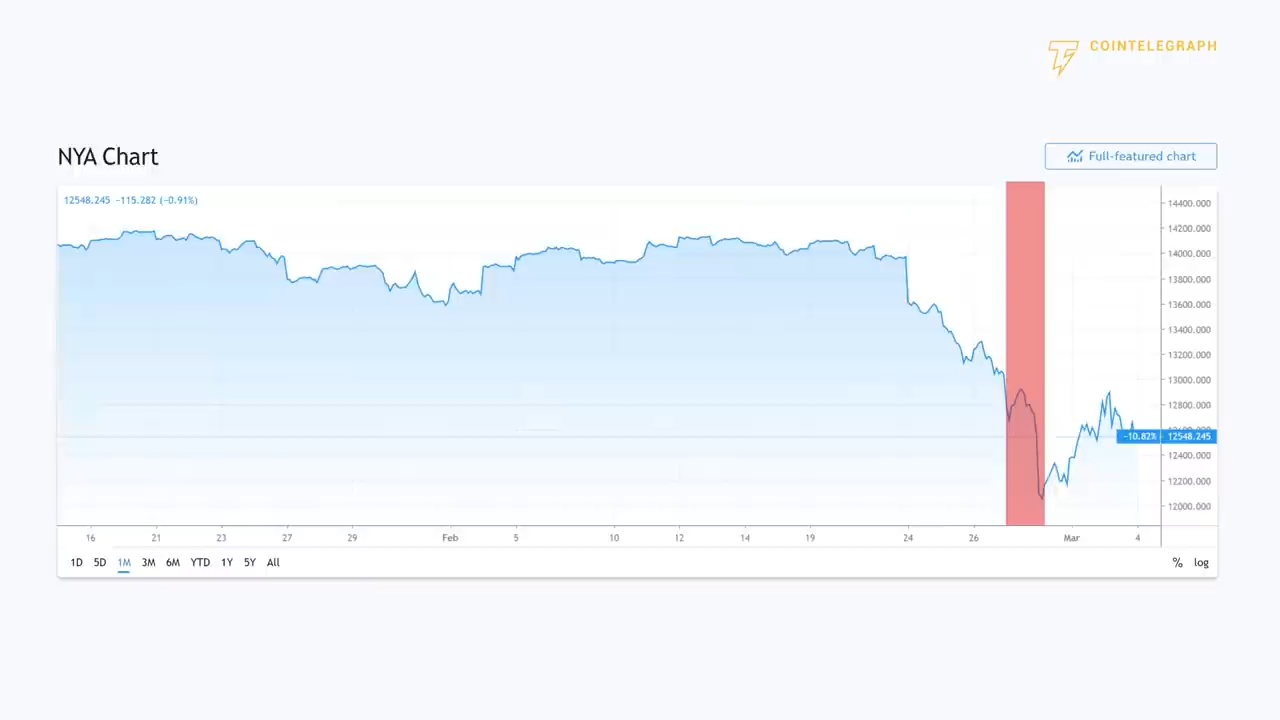 COINTELEGRAPH
NYA Chart
Full-featured chart
12548.245 −115.282 (−0.91%)
14400.000
14200.000
14000.000
13800.000
13600.000
13400.000
13200.000
13000.000
12800.000
−10.82% 12548.245
12400.000
12200.000
12000.000
16 21 23 27 29 Feb 5 10 12 14 19 24 26 Mar 4
1D 5D 1M 3M 6M YTD 1Y 5Y All % log